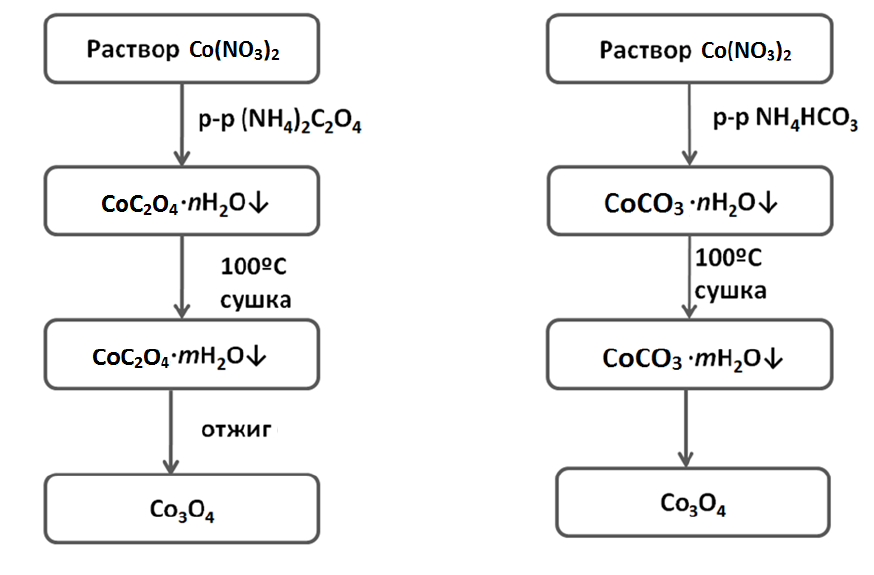 Раствор Co(NO₃)₂
р-р (NH₄)₂C₂O₄
CoC₂O₄·nH₂O↓
100ºC
сушка
CoC₂O₄·mH₂O↓
отжиг
Co₃O₄
Раствор Co(NO₃)₂
р-р NH₄HCO₃
CoCO₃·nH₂O↓
100ºC
сушка
CoCO₃·mH₂O↓
Co₃O₄